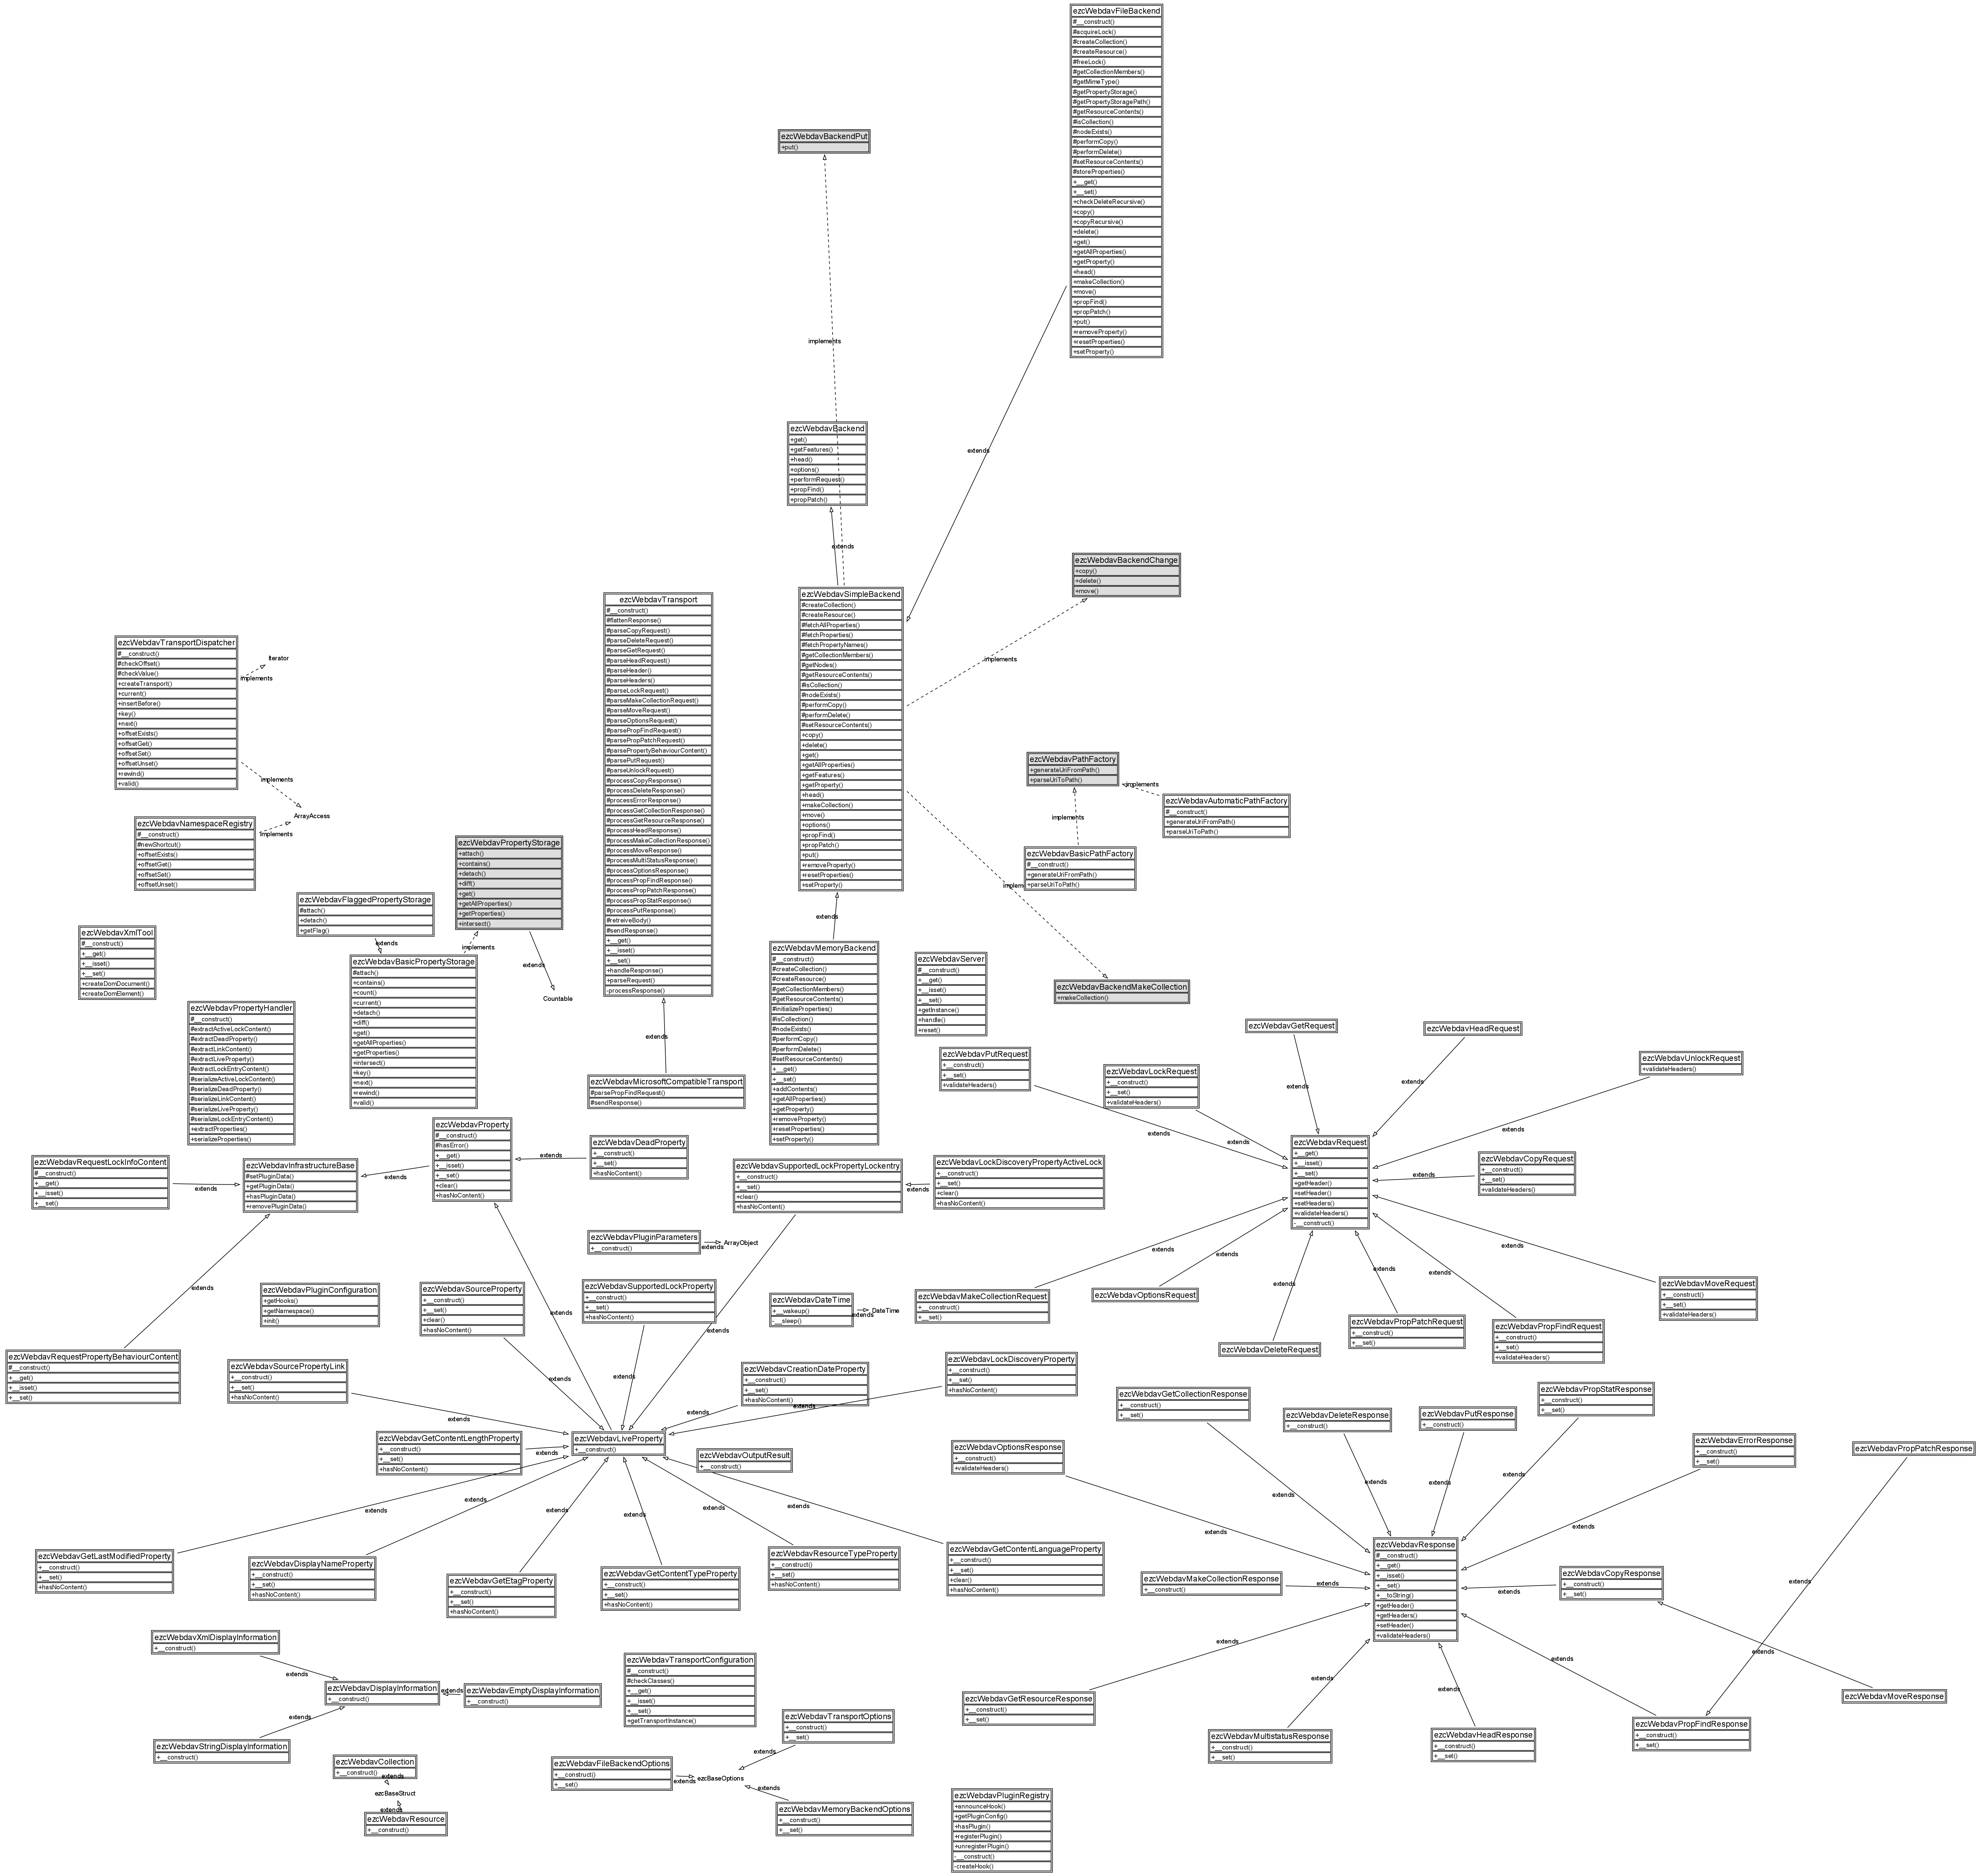 ezcWebdavFileBackend
#__construct()
#acquireLock()
#createCollection()
#createResource()
#freeLock()
#getCollectionMembers()
#getMimeType()
#getPropertyStorage()
#getPropertyStoragePath()
#getResourceContents()
#isCollection()
#nodeExists()
#performCopy()
#performDelete()
#setResourceContents()
#storeProperties()
+__get()
+__set()
+checkDeleteRecursive()
+copy()
+copyRecursive()
+delete()
+get()
+getAllProperties()
+getProperty()
+head()
+makeCollection()
+move()
+propFind()
+propPatch()
+put()
+removeProperty()
+resetProperties()
+setProperty()
ezcWebdavBackendPut
+put()
implements
extends
ezcWebdavBackend
+get()
+getFeatures()
+head()
+options()
+performRequest()
+propFind()
+propPatch()
extends
ezcWebdavBackendChange
+copy()
+delete()
+move()
implements
ezcWebdavSimpleBackend
#createCollection()
#createResource()
#fetchAllProperties()
#fetchProperties()
#fetchPropertyNames()
#getCollectionMembers()
#getNodes()
#getResourceContents()
#isCollection()
#nodeExists()
#performCopy()
#performDelete()
#setResourceContents()
+copy()
+delete()
+get()
+getAllProperties()
+getFeatures()
+getProperty()
+head()
+makeCollection()
+move()
+options()
+propFind()
+propPatch()
+put()
+removeProperty()
+resetProperties()
+setProperty()
extends
ezcWebdavTransport
#__construct()
#flattenResponse()
#parseCopyRequest()
#parseDeleteRequest()
#parseGetRequest()
#parseHeadRequest()
#parseHeader()
#parseHeaders()
#parseLockRequest()
#parseMakeCollectionRequest()
#parseMoveRequest()
#parseOptionsRequest()
#parsePropFindRequest()
#parsePropPatchRequest()
#parsePropertyBehaviourContent()
#parsePutRequest()
#parseUnlockRequest()
#processCopyResponse()
#processDeleteResponse()
#processErrorResponse()
#processGetCollectionResponse()
#processGetResourceResponse()
#processHeadResponse()
#processMakeCollectionResponse()
#processMoveResponse()
#processMultiStatusResponse()
#processOptionsResponse()
#processPropFindResponse()
#processPropPatchResponse()
#processPropStatResponse()
#processPutResponse()
#retreiveBody()
#sendResponse()
+__get()
+__isset()
+__set()
+handleResponse()
+parseRequest()
-processResponse()
extends
ezcWebdavMicrosoftCompatibleTransport
#parsePropFindRequest()
#sendResponse()
ezcWebdavTransportDispatcher
#__construct()
#checkOffset()
#checkValue()
+createTransport()
+current()
+insertBefore()
+key()
+next()
+offsetExists()
+offsetGet()
+offsetSet()
+offsetUnset()
+rewind()
+valid()
Iterator
implements
implements
ArrayAccess
implements
ezcWebdavNamespaceRegistry
#__construct()
#newShortcut()
+offsetExists()
+offsetGet()
+offsetSet()
+offsetUnset()
ezcWebdavPathFactory
+generateUriFromPath()
+parseUriToPath()
implements
implements
ezcWebdavAutomaticPathFactory
#__construct()
+generateUriFromPath()
+parseUriToPath()
ezcWebdavBasicPathFactory
#__construct()
+generateUriFromPath()
+parseUriToPath()
ezcWebdavPropertyStorage
+attach()
+contains()
+detach()
+diff()
+get()
+getAllProperties()
+getProperties()
+intersect()
extends
Countable
implements
ezcWebdavFlaggedPropertyStorage
#attach()
+detach()
+getFlag()
extends
ezcWebdavBasicPropertyStorage
#attach()
+contains()
+count()
+current()
+detach()
+diff()
+get()
+getAllProperties()
+getProperties()
+intersect()
+key()
+next()
+rewind()
+valid()
ezcWebdavXmlTool
#__construct()
+__get()
+__isset()
+__set()
+createDomDocument()
+createDomElement()
ezcWebdavMemoryBackend
#__construct()
#createCollection()
#createResource()
#getCollectionMembers()
#getResourceContents()
#initializeProperties()
#isCollection()
#nodeExists()
#performCopy()
#performDelete()
#setResourceContents()
+__get()
+__set()
+addContents()
+getAllProperties()
+getProperty()
+removeProperty()
+resetProperties()
+setProperty()
ezcWebdavServer
#__construct()
+__get()
+__isset()
+__set()
+getInstance()
+handle()
+reset()
ezcWebdavBackendMakeCollection
+makeCollection()
ezcWebdavPropertyHandler
#__construct()
#extractActiveLockContent()
#extractDeadProperty()
#extractLinkContent()
#extractLiveProperty()
#extractLockEntryContent()
#serializeActiveLockContent()
#serializeDeadProperty()
#serializeLinkContent()
#serializeLiveProperty()
#serializeLockEntryContent()
+extractProperties()
+serializeProperties()
ezcWebdavGetRequest
extends
ezcWebdavHeadRequest
extends
ezcWebdavPutRequest
+__construct()
+__set()
+validateHeaders()
extends
ezcWebdavLockRequest
+__construct()
+__set()
+validateHeaders()
extends
ezcWebdavUnlockRequest
+validateHeaders()
extends
ezcWebdavRequest
+__get()
+__isset()
+__set()
+getHeader()
+setHeader()
+setHeaders()
+validateHeaders()
-__construct()
extends
ezcWebdavCopyRequest
+__construct()
+__set()
+validateHeaders()
ezcWebdavProperty
#__construct()
#hasError()
+__get()
+__isset()
+__set()
+clear()
+hasNoContent()
extends
ezcWebdavDeadProperty
+__construct()
+__set()
+hasNoContent()
ezcWebdavRequestLockInfoContent
#__construct()
+__get()
+__isset()
+__set()
extends
ezcWebdavInfrastructureBase
#setPluginData()
+getPluginData()
+hasPluginData()
+removePluginData()
extends
ezcWebdavSupportedLockPropertyLockentry
+__construct()
+__set()
+clear()
+hasNoContent()
extends
ezcWebdavLockDiscoveryPropertyActiveLock
+__construct()
+__set()
+clear()
+hasNoContent()
ezcWebdavPluginParameters
+__construct()
extends
ArrayObject
extends
extends
extends
extends
extends
extends
ezcWebdavMakeCollectionRequest
+__construct()
+__set()
ezcWebdavOptionsRequest
ezcWebdavDeleteRequest
ezcWebdavPropPatchRequest
+__construct()
+__set()
ezcWebdavPropFindRequest
+__construct()
+__set()
+validateHeaders()
ezcWebdavMoveRequest
+__construct()
+__set()
+validateHeaders()
extends
ezcWebdavPluginConfiguration
+getHooks()
+getNamespace()
+init()
ezcWebdavSourceProperty
+__construct()
+__set()
+clear()
+hasNoContent()
extends
extends
ezcWebdavSupportedLockProperty
+__construct()
+__set()
+hasNoContent()
extends
extends
ezcWebdavDateTime
+__wakeup()
-__sleep()
extends
DateTime
ezcWebdavRequestPropertyBehaviourContent
#__construct()
+__get()
+__isset()
+__set()
ezcWebdavSourcePropertyLink
+__construct()
+__set()
+hasNoContent()
extends
ezcWebdavCreationDateProperty
+__construct()
+__set()
+hasNoContent()
extends
ezcWebdavLockDiscoveryProperty
+__construct()
+__set()
+hasNoContent()
extends
ezcWebdavGetContentLengthProperty
+__construct()
+__set()
+hasNoContent()
extends
ezcWebdavLiveProperty
+__construct()
ezcWebdavOutputResult
+__construct()
extends
extends
extends
extends
extends
extends
ezcWebdavGetLastModifiedProperty
+__construct()
+__set()
+hasNoContent()
ezcWebdavDisplayNameProperty
+__construct()
+__set()
+hasNoContent()
ezcWebdavGetEtagProperty
+__construct()
+__set()
+hasNoContent()
ezcWebdavGetContentTypeProperty
+__construct()
+__set()
+hasNoContent()
ezcWebdavResourceTypeProperty
+__construct()
+__set()
+hasNoContent()
ezcWebdavGetContentLanguageProperty
+__construct()
+__set()
+clear()
+hasNoContent()
ezcWebdavGetCollectionResponse
+__construct()
+__set()
extends
ezcWebdavDeleteResponse
+__construct()
extends
ezcWebdavPutResponse
+__construct()
extends
ezcWebdavPropStatResponse
+__construct()
+__set()
extends
ezcWebdavOptionsResponse
+__construct()
+validateHeaders()
extends
ezcWebdavErrorResponse
+__construct()
+__set()
extends
ezcWebdavPropPatchResponse
extends
ezcWebdavResponse
#__construct()
+__get()
+__isset()
+__set()
+__toString()
+getHeader()
+getHeaders()
+setHeader()
+validateHeaders()
ezcWebdavMakeCollectionResponse
+__construct()
extends
extends
ezcWebdavCopyResponse
+__construct()
+__set()
extends
extends
extends
extends
extends
ezcWebdavGetResourceResponse
+__construct()
+__set()
ezcWebdavMultistatusResponse
+__construct()
+__set()
ezcWebdavHeadResponse
+__construct()
+__set()
ezcWebdavPropFindResponse
+__construct()
+__set()
ezcWebdavMoveResponse
ezcWebdavXmlDisplayInformation
+__construct()
extends
ezcWebdavDisplayInformation
+__construct()
extends
ezcWebdavEmptyDisplayInformation
+__construct()
extends
ezcWebdavStringDisplayInformation
+__construct()
ezcWebdavTransportConfiguration
#__construct()
#checkClasses()
+__get()
+__isset()
+__set()
+getTransportInstance()
ezcWebdavCollection
+__construct()
extends
ezcBaseStruct
extends
ezcWebdavResource
+__construct()
ezcWebdavTransportOptions
+__construct()
+__set()
extends
ezcWebdavFileBackendOptions
+__construct()
+__set()
extends
ezcBaseOptions
extends
ezcWebdavMemoryBackendOptions
+__construct()
+__set()
ezcWebdavPluginRegistry
+announceHook()
+getPluginConfig()
+hasPlugin()
+registerPlugin()
+unregisterPlugin()
-__construct()
-createHook()